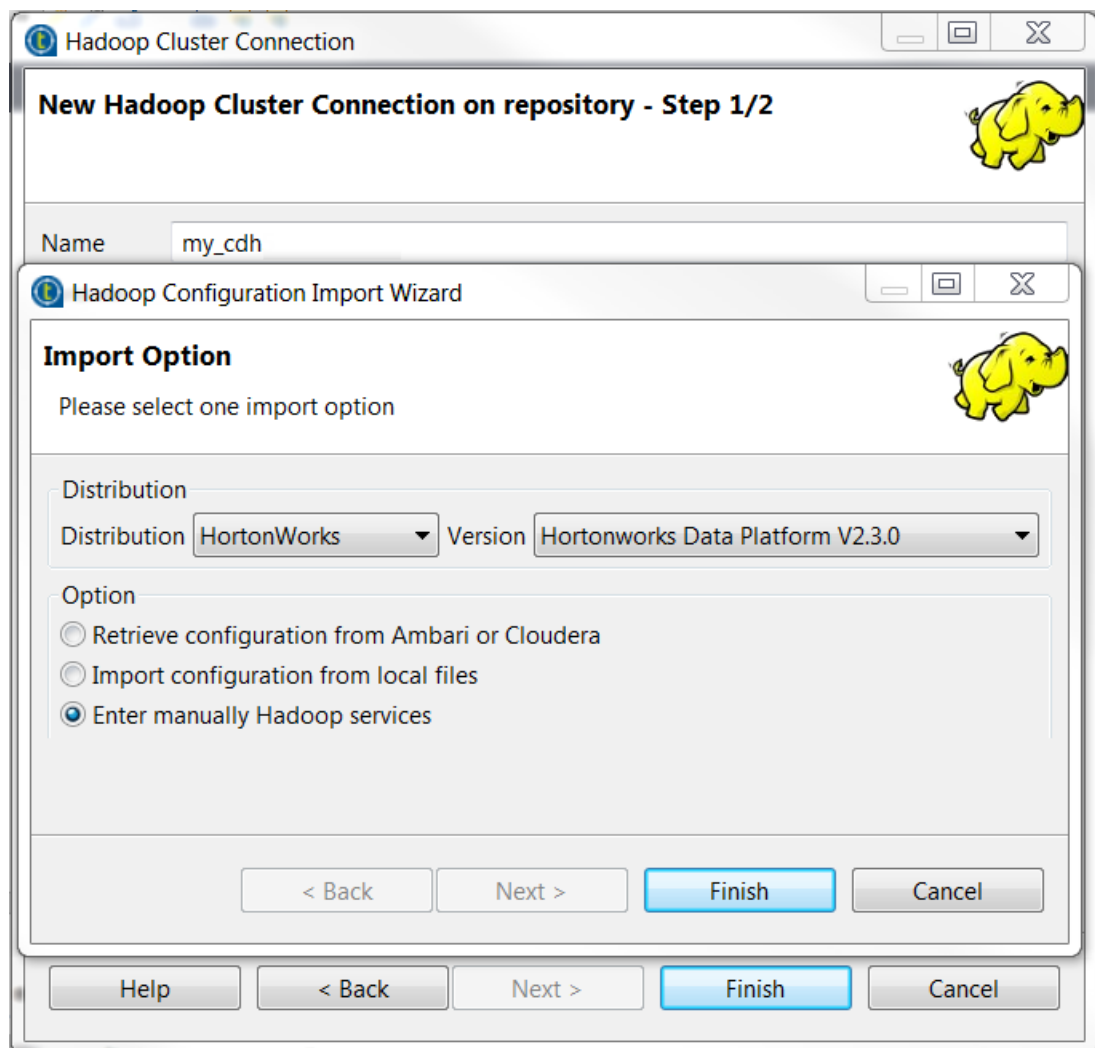 Hadoop Cluster Connection
New Hadoop Cluster Connection on repository - Step 1/2
Name my_cdh
Hadoop Configuration Import Wizard
Import Option
Please select one import option
Distribution
Distribution HortonWorks Version Hortonworks Data Platform V2.3.0
Option
Retrieve configuration from Ambari or Cloudera
Import configuration from local files
Enter manually Hadoop services
< Back Next > Finish Cancel
Help < Back Next > Finish Cancel